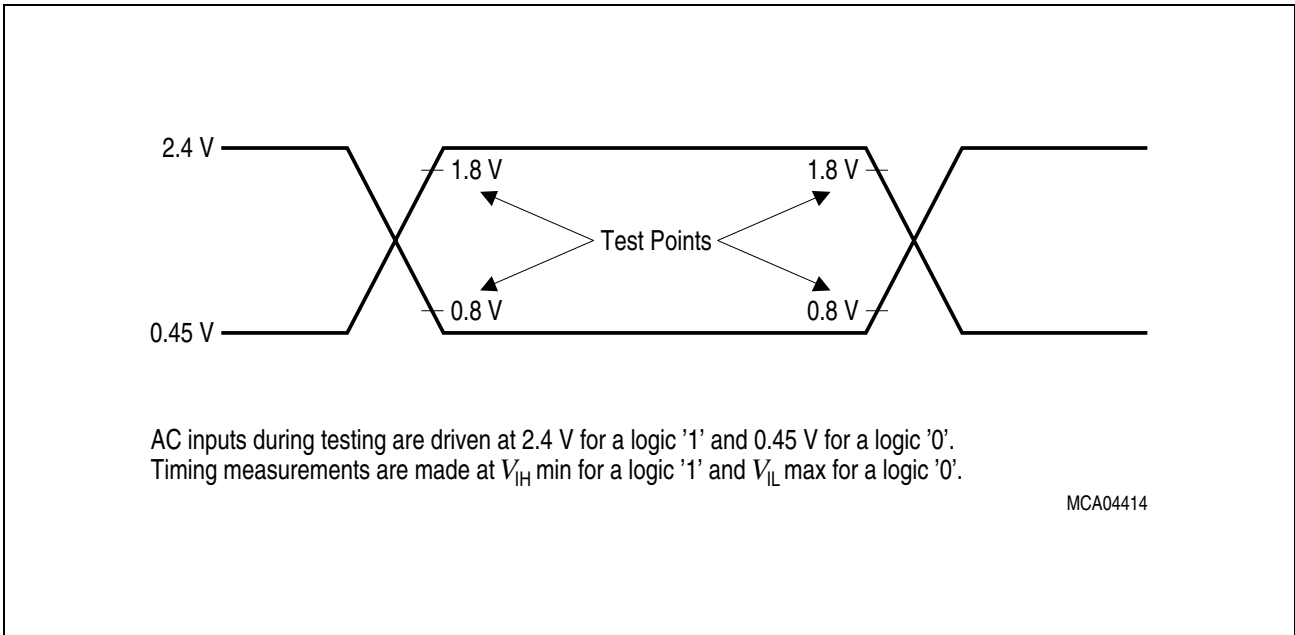 2.4 V
1.8 V
1.8 V
Test Points
0.8 V
0.8 V
0.45 V
AC inputs during testing are driven at 2.4 V for a logic '1' and 0.45 V for a logic '0'.
Timing measurements are made at VIH min for a logic '1' and VIL max for a logic '0'.
MCA04414